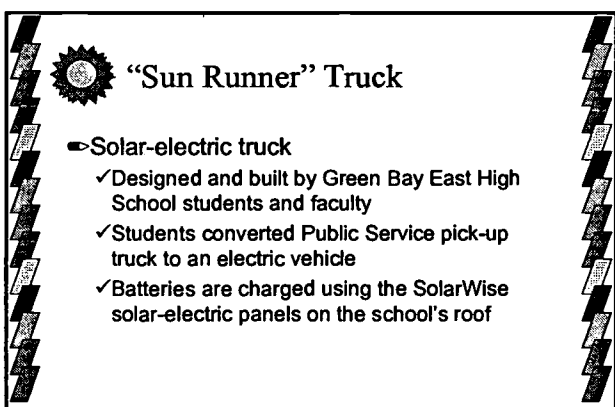 “Sun Runner” Truck
Solar-electric truck
✓Designed and built by Green Bay East High
School students and faculty
✓Students converted Public Service pick-up
truck to an electric vehicle
✓Batteries are charged using the SolarWise
solar-electric panels on the school's roof